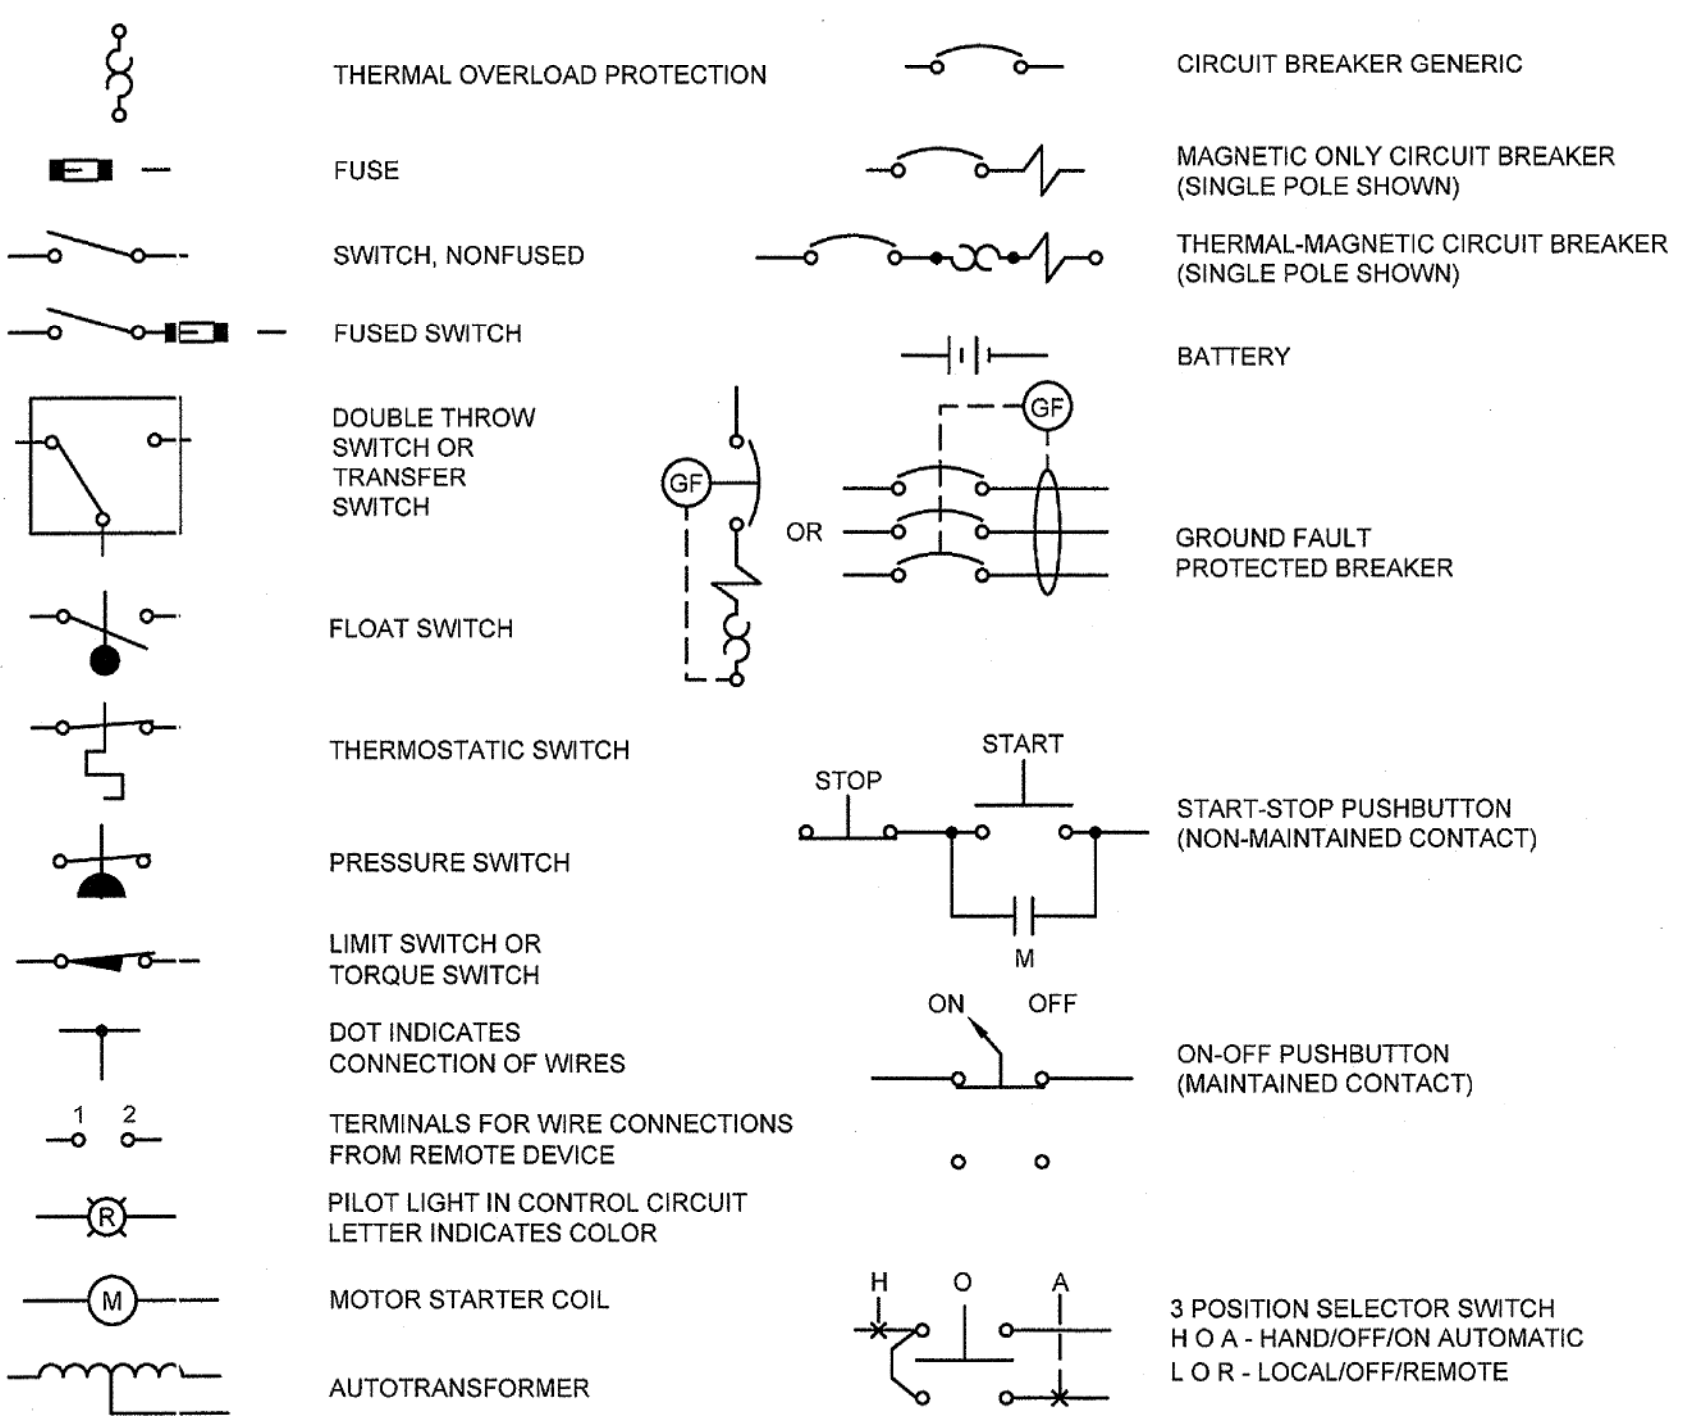 THERMAL OVERLOAD PROTECTION
FUSE
SWITCH, NONFUSED
FUSED SWITCH
DOUBLE THROW
SWITCH OR
TRANSFER
SWITCH
FLOAT SWITCH
THERMOSTATIC SWITCH
PRESSURE SWITCH
LIMIT SWITCH OR
TORQUE SWITCH
DOT INDICATES
CONNECTION OF WIRES
1 2
TERMINALS FOR WIRE CONNECTIONS
FROM REMOTE DEVICE
R
PILOT LIGHT IN CONTROL CIRCUIT
LETTER INDICATES COLOR
M
MOTOR STARTER COIL
AUTOTRANSFORMER
CIRCUIT BREAKER GENERIC
MAGNETIC ONLY CIRCUIT BREAKER
(SINGLE POLE SHOWN)
THERMAL-MAGNETIC CIRCUIT BREAKER
(SINGLE POLE SHOWN)
BATTERY
GF
OR
GF
GROUND FAULT
PROTECTED BREAKER
START
STOP
M
START-STOP PUSHBUTTON
(NON-MAINTAINED CONTACT)
ON OFF
ON-OFF PUSHBUTTON
(MAINTAINED CONTACT)
H O A
3 POSITION SELECTOR SWITCH
H O A - HAND/OFF/ON AUTOMATIC
L O R - LOCAL/OFF/REMOTE